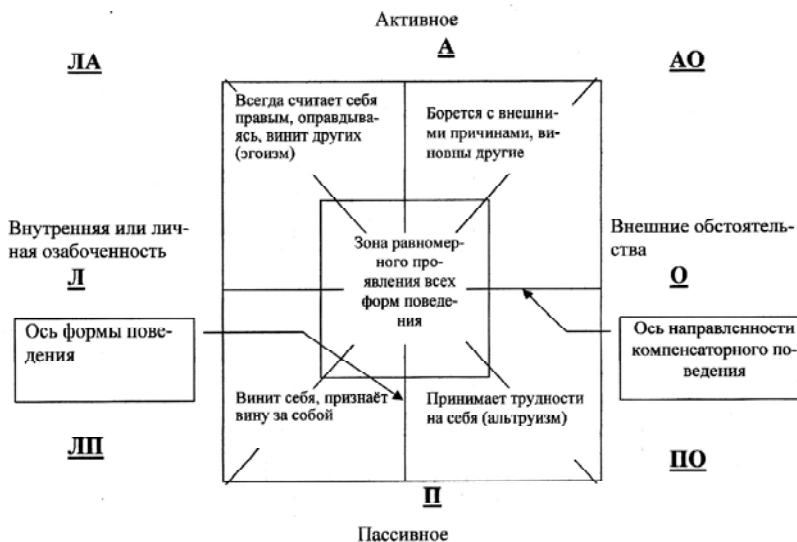 Активное
А
ЛА
АО
Всегда считает себя
правым, оправдыва-
ясь, винит других
(эгоизм)
Борется с внешни-
ми причинами, ви-
новны другие
Внутренняя или лич-
ная озабоченность
Л
Зона равномер-
ного про-
явления всех
форм поведе-
ния
Внешние обстоятель-
ства
О
Ось формы пове-
дения
Ось направленности
компенсаторного по-
ведения
Винит себя, признаёт
вину за собой
Принимает трудности
на себя (альтруизм)
ЛП
ПО
П
Пассивное